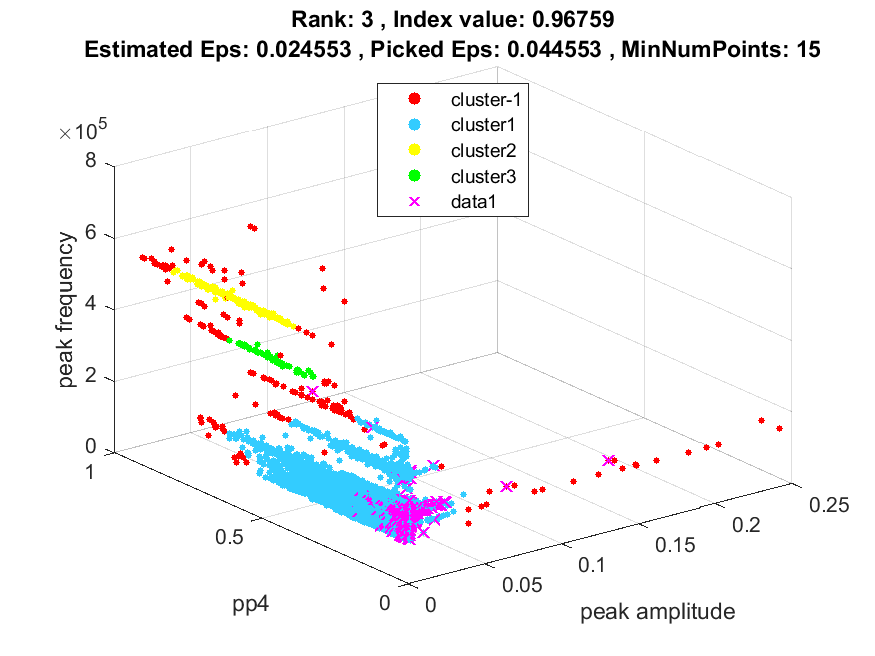 Rank: 3 , Index value: 0.96759
Estimated Eps: 0.024553 , Picked Eps: 0.044553 , MinNumPoints: 15
cluster-1
cluster1
cluster2
cluster3
data1
×10^5
8
6
4
2
0
peak frequency
1
0.5
0
pp4
0
0.05
0.1
0.15
0.2
0.25
peak amplitude